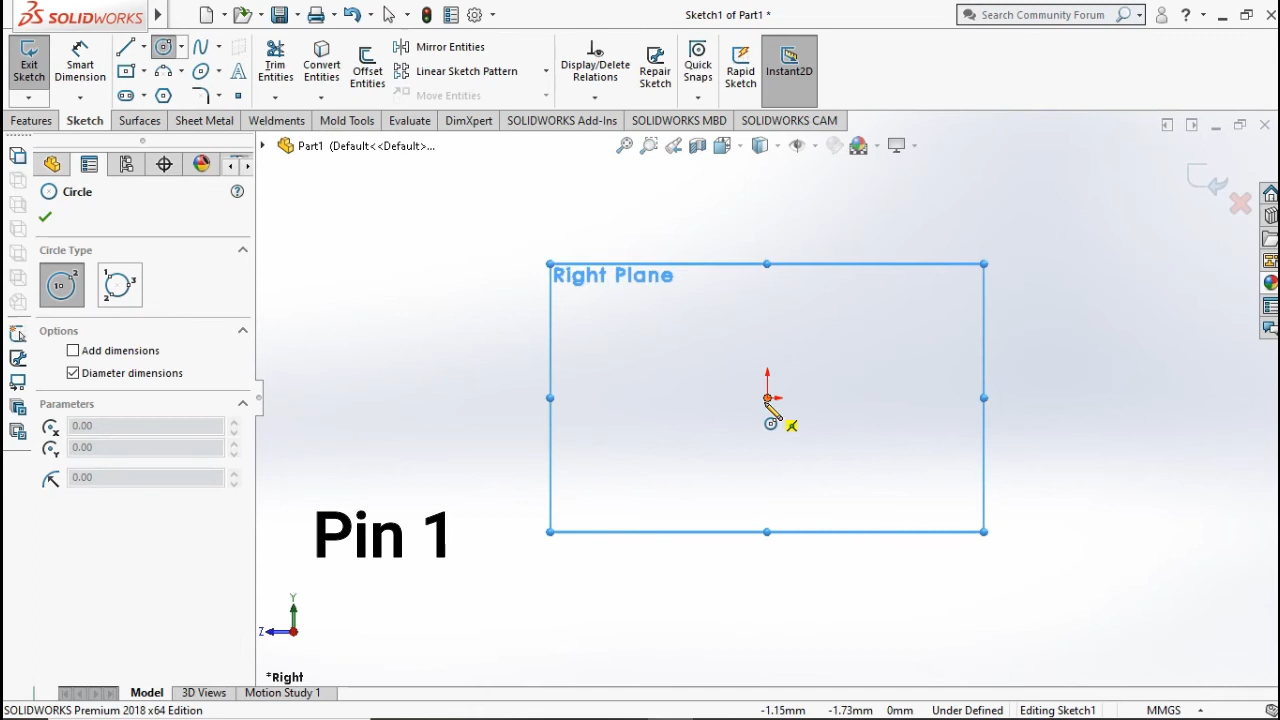 SOLIDWORKS
Sketch1 of Part1 *
Search Community Forum
?
Exit
Sketch
Smart
Dimension
Trim
Entities
Convert
Entities
Offset
Entities
Mirror Entities
Linear Sketch Pattern
Move Entities
Display/Delete
Relations
Repair
Sketch
Quick
Snaps
Rapid
Sketch
Instant2D
Features
Sketch
Surfaces
Sheet Metal
Weldments
Mold Tools
Evaluate
DimXpert
SOLIDWORKS Add-Ins
SOLIDWORKS MBD
SOLIDWORKS CAM
Part1 (Default<<Default>...
Circle
?
Circle Type
Options
Add dimensions
Diameter dimensions
Parameters
0.00
0.00
0.00
Right Plane
Pin 1
Y
Z
*Right
Model
3D Views
Motion Study 1
SOLIDWORKS Premium 2018 x64 Edition
-1.15mm
-1.73mm
0mm
Under Defined
Editing Sketch1
MMGS